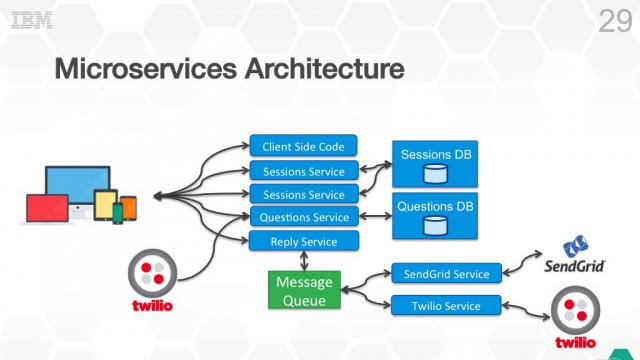 IBM
29
Microservices Architecture
Client Side Code
Sessions Service
Sessions Service
Questions Service
Reply Service
Sessions DB
Questions DB
twilio
Message
Queue
SendGrid Service
Twilio Service
SendGrid
twilio